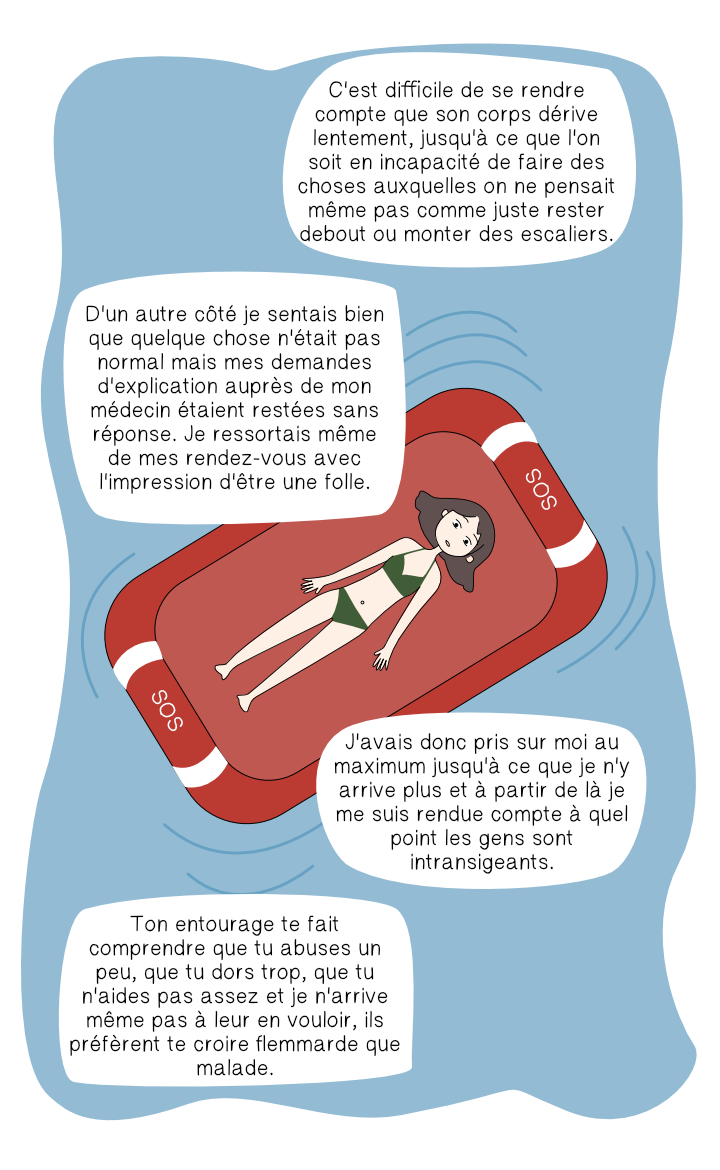 C'est difficile de se rendre
compte que son corps dérive
lentement, jusqu'à ce que l'on
soit en incapacité de faire des
choses auxquelles on ne pensait
même pas comme juste rester
debout ou monter des escaliers.
D'un autre côté je sentais bien
que quelque chose n'était pas
normal mais mes demandes
d'explication auprès de mon
médecin étaient restées sans
réponse. Je ressortais même
de mes rendez-vous avec
l'impression d'être une folle.
SOS
SOS
J'avais donc pris sur moi au
maximum jusqu'à ce que je n'y
arrive plus et à partir de là je
me suis rendue compte à quel
point les gens sont
intransigeants.
Ton entourage te fait
comprendre que tu abuses un
peu, que tu dors trop, que tu
n'aides pas assez et je n'arrive
même pas à leur en vouloir, ils
préfèrent te croire flemmarde que
malade.